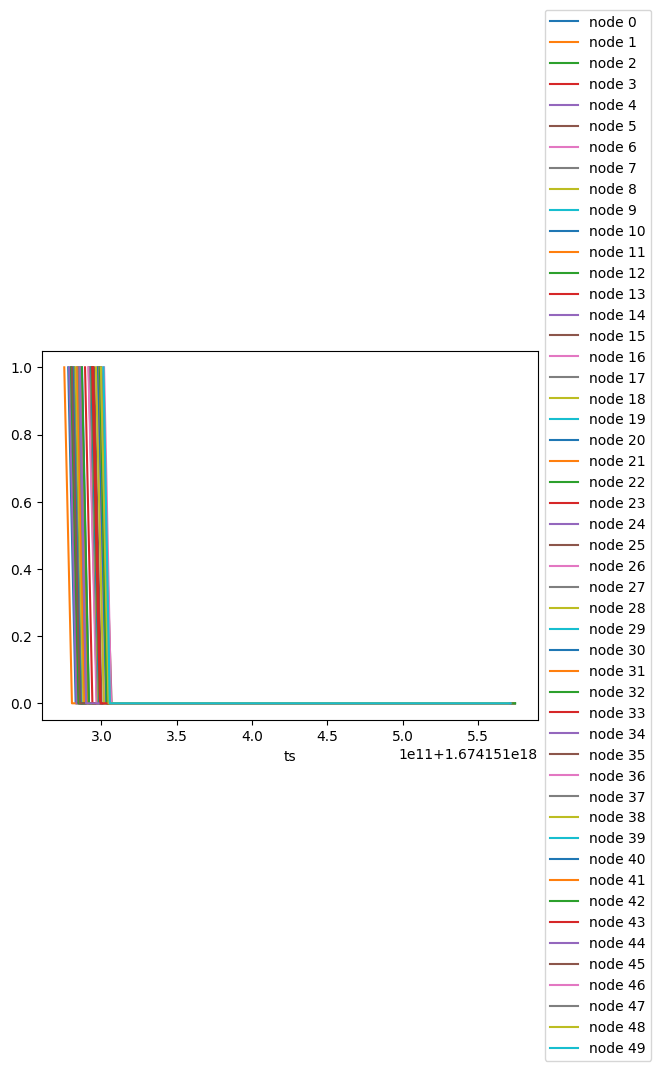 1.0
0.8
0.6
0.4
0.2
0.0
3.0 3.5 4.0 4.5 5.0 5.5
1e11+1.674151e18
ts
node 0
node 1
node 2
node 3
node 4
node 5
node 6
node 7
node 8
node 9
node 10
node 11
node 12
node 13
node 14
node 15
node 16
node 17
node 18
node 19
node 20
node 21
node 22
node 23
node 24
node 25
node 26
node 27
node 28
node 29
node 30
node 31
node 32
node 33
node 34
node 35
node 36
node 37
node 38
node 39
node 40
node 41
node 42
node 43
node 44
node 45
node 46
node 47
node 48
node 49